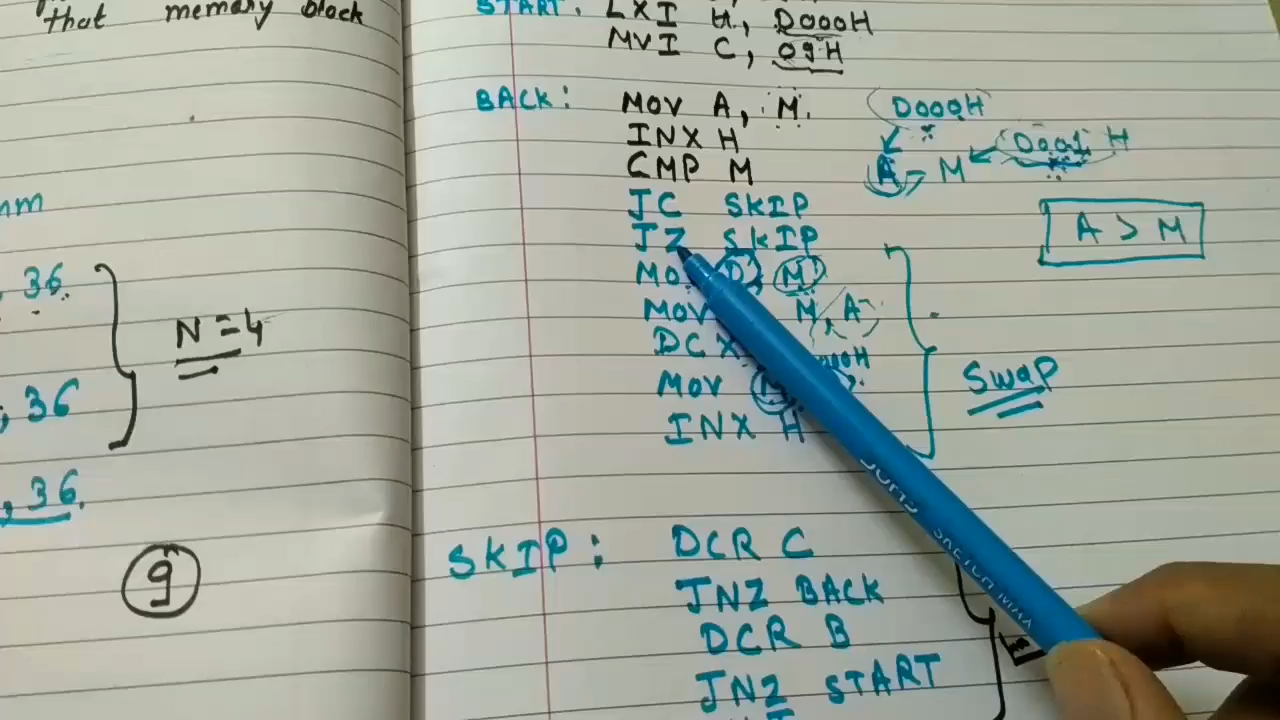 that memory block
, 36.
N = 4
, 36
, 36.
9
START: LXI H, D000H
MVI C, 09H
BACK: MOV A, M
INX H
CMP M
JC SKIP
JZ SKIP
D, M
MOV M, A
DCX
MOV M
INX H
SKIP: DCR C
JNZ BACK
DCR B
JNZ START
D000H
A - M
D001H
A > M
Swap